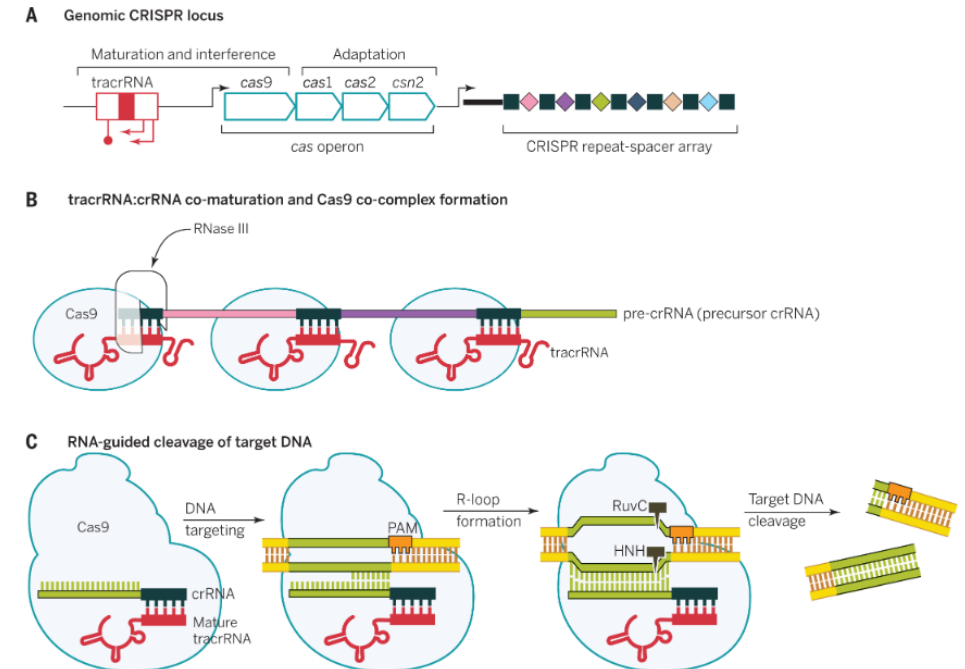 A Genomic CRISPR locus
Maturation and interference
Adaptation
tracrRNA
cas9
cas1
cas2
csn2
cas operon
CRISPR repeat-spacer array
B tracrRNA:crRNA co-maturation and Cas9 co-complex formation
RNase III
Cas9
pre-crRNA (precursor crRNA)
tracrRNA
C RNA-guided cleavage of target DNA
Cas9
DNA
targeting
crRNA
Mature
tracrRNA
PAM
R-loop
formation
RuvC
HNH
Target DNA
cleavage